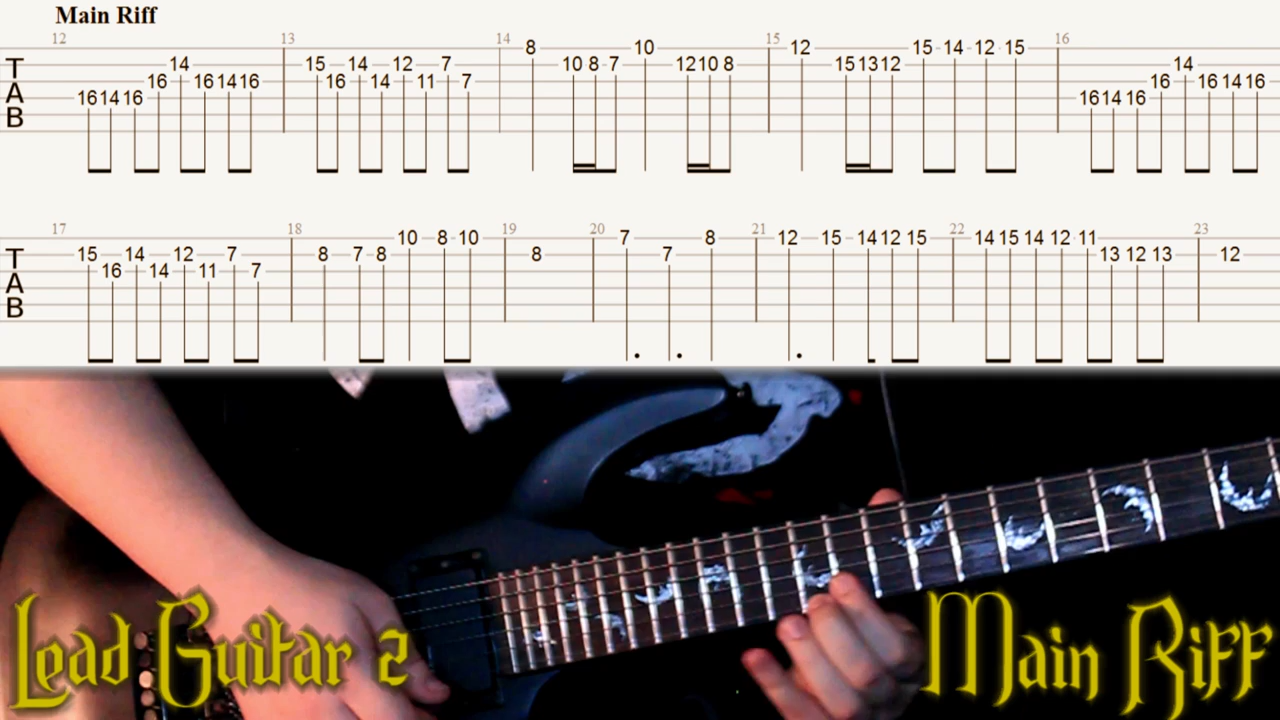 Main Riff
12 13 14 15 16
8 10 12 15 14 12 15
14 15 14 12 7 10 8 7 12 10 8 15 13 12 14
16 16 14 16 16 14 11 7 16 16 14 16
16 14 16 16 14 16
T
A
B
17 18 19 20 21 22 23
10 8 10 7 8 12 15 14 12 15 14 15 14 12 11
15 14 12 7 8 7 8 8 7 13 12 13 12
16 14 11 7
T
A
B
Lead Guitar 2
Main Riff